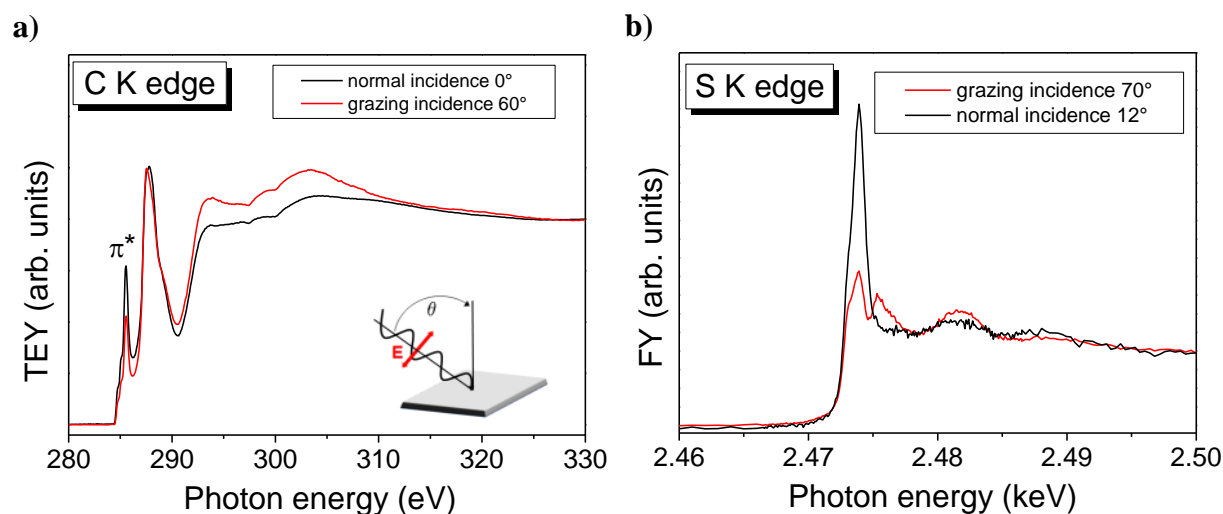 a)
C K edge
normal incidence 0°
grazing incidence 60°
TEY (arb. units)
π*
θ
E
280 290 300 310 320 330
Photon energy (eV)
b)
S K edge
grazing incidence 70°
normal incidence 12°
FY (arb. units)
2.46 2.47 2.48 2.49 2.50
Photon energy (keV)